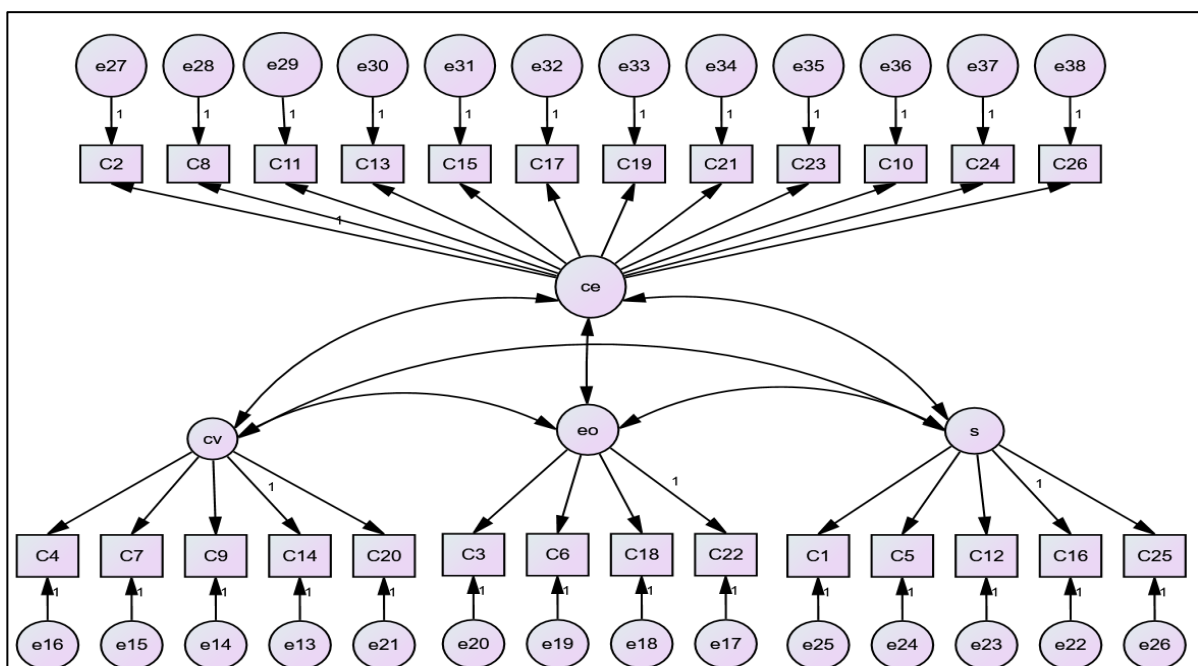 e27 e28 e29 e30 e31 e32 e33 e34 e35 e36 e37 e38
1 1 1 1 1 1 1 1 1 1 1 1
C2 C8 C11 C13 C15 C17 C19 C21 C23 C10 C24 C26
1
ce
cv eo s
1 1 1
C4 C7 C9 C14 C20 C3 C6 C18 C22 C1 C5 C12 C16 C25
1 1 1 1 1 1 1 1 1 1 1 1 1 1
e16 e15 e14 e13 e21 e20 e19 e18 e17 e25 e24 e23 e22 e26